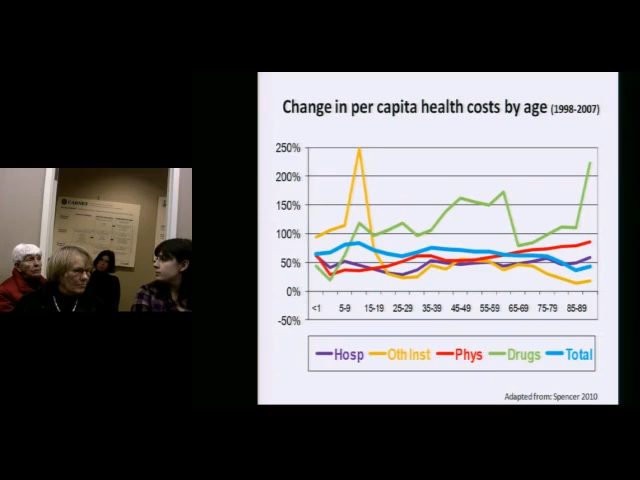 Change in per capita health costs by age (1998-2007)
250%
200%
150%
100%
50%
0%
-50%
<1 5-9 15-19 25-29 35-39 45-49 55-59 65-69 75-79 85-89
Hosp Oth Inst Phys Drugs Total
Adapted from: Spencer 2010